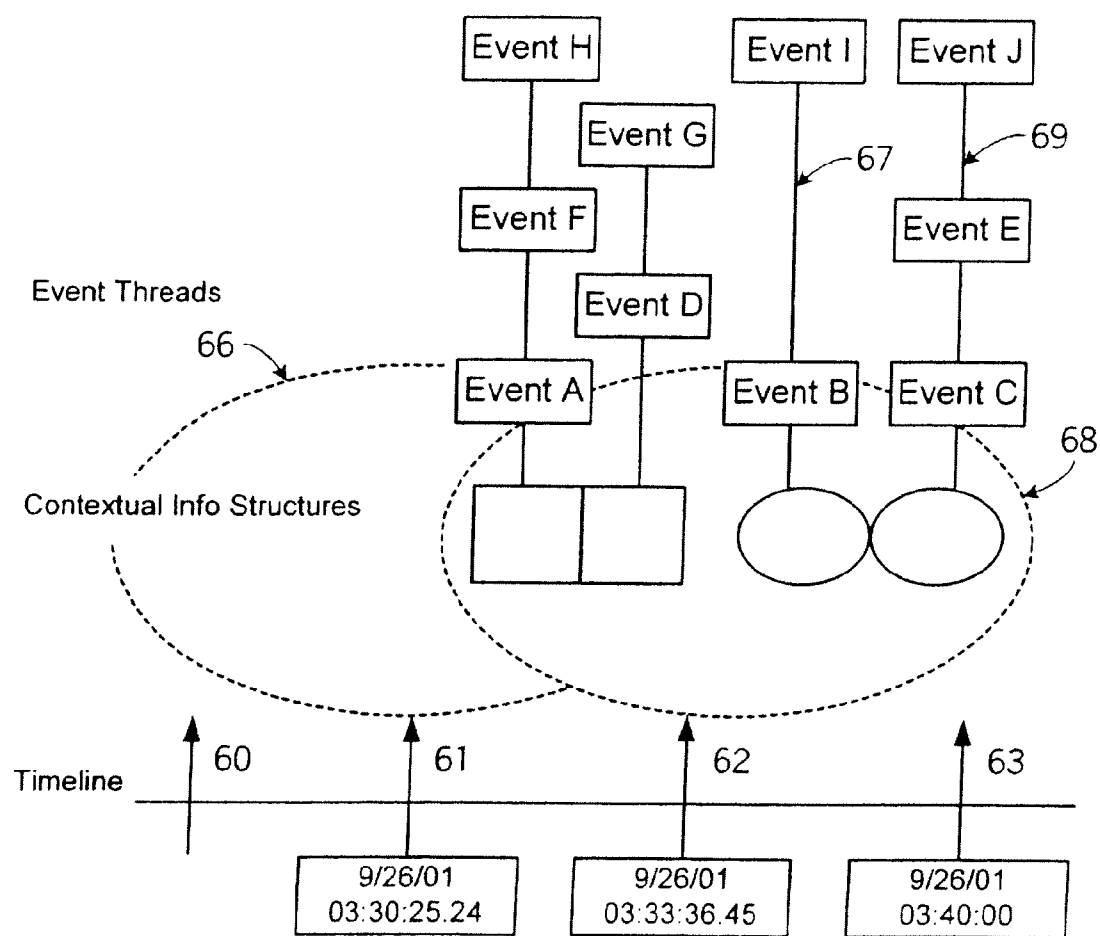 Event H
Event I
Event J
Event G
67
69
Event F
Event E
Event Threads
Event D
66
Event A
Event B
Event C
68
Contextual Info Structures
60
61
62
63
Timeline
9/26/01
03:30:25.24
9/26/01
03:33:36.45
9/26/01
03:40:00